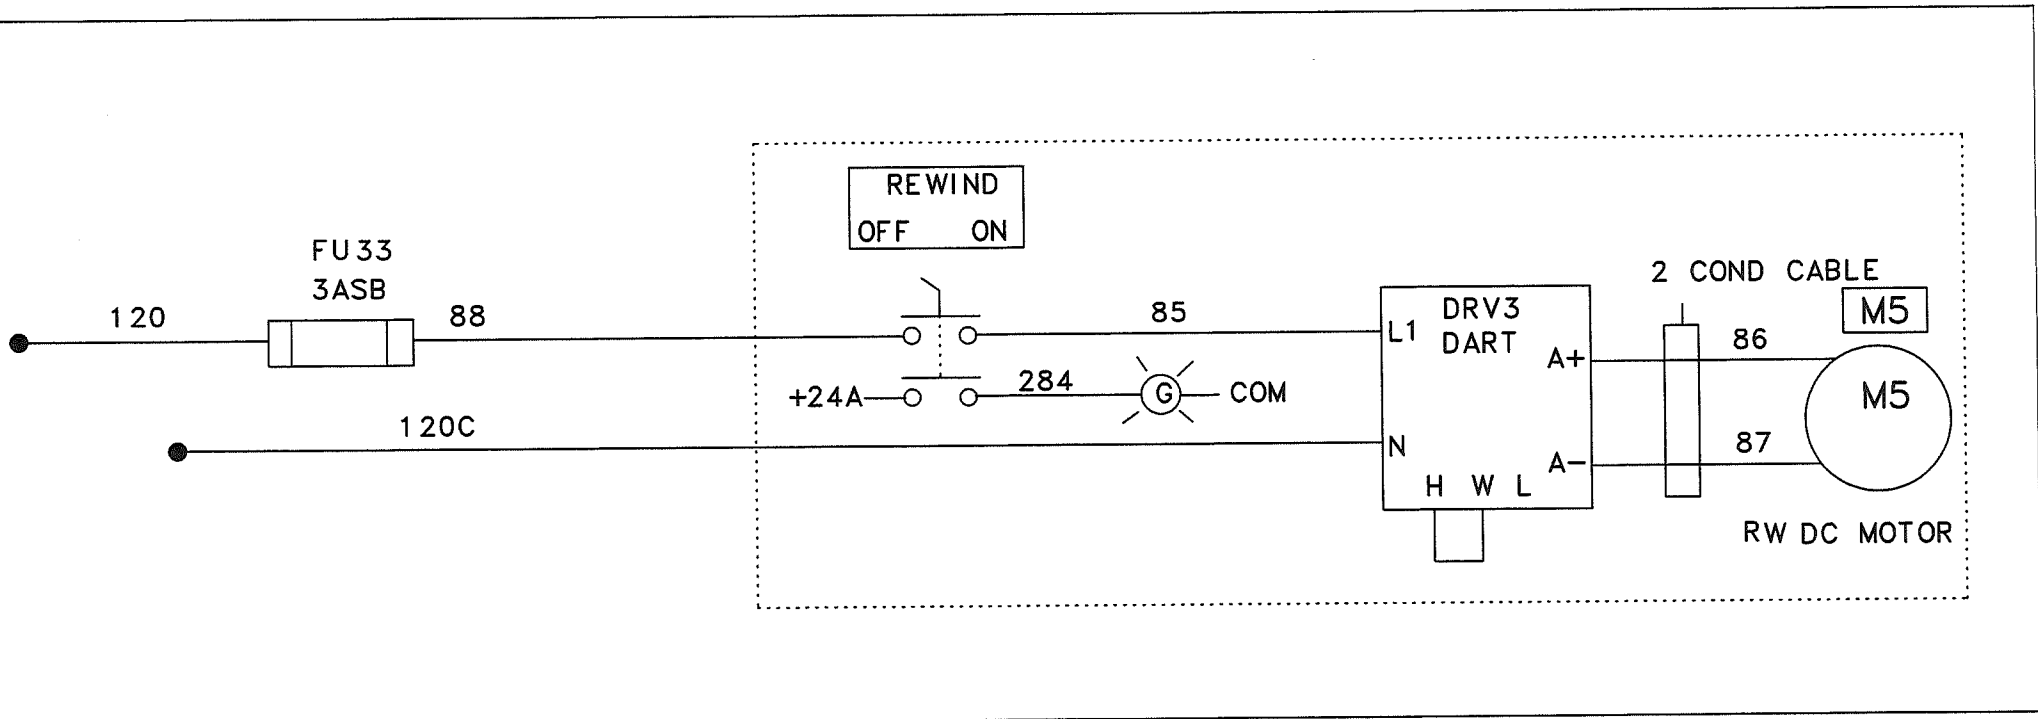 REWIND
OFF ON
FU33
3ASB
120
88
85
+24A
284
G
COM
120C
L1
DRV3
DART
A+
N
A-
H W L
2 COND CABLE
M5
86
M5
87
RW DC MOTOR